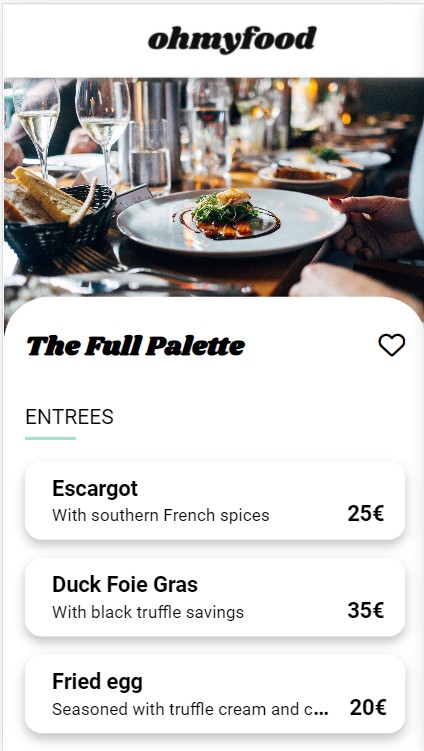 ohmyfood
The Full Palette
ENTREES
Escargot
With southern French spices 25€
Duck Foie Gras
With black truffle savings 35€
Fried egg
Seasoned with truffle cream and c... 20€